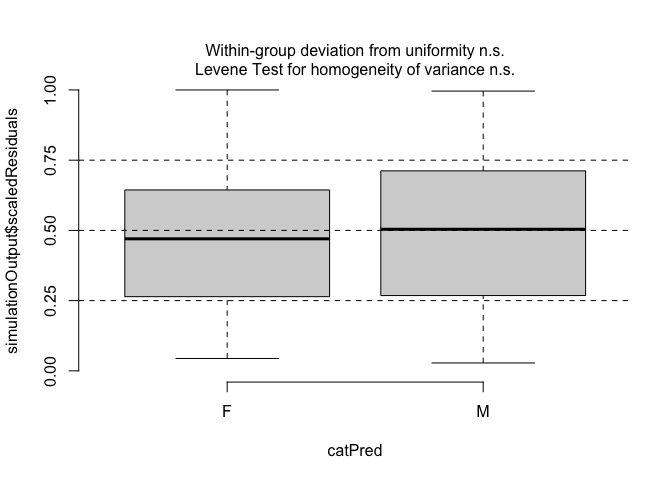 Within-group deviation from uniformity n.s.
Levene Test for homogeneity of variance n.s.
simulationOutput$scaledResiduals
1.00
0.75
0.50
0.25
0.00
F
M
catPred